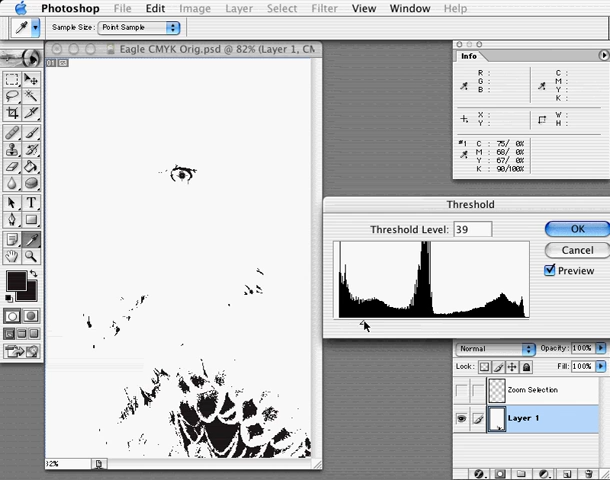 Photoshop File Edit Image Layer Select Filter View Window Help
Sample Size: Point Sample
Eagle CMYK Orig.psd @ 82% (Layer 1, CM
Info
R :
G :
B :
C :
M :
Y :
K :
X :
Y :
W :
H :
#1 C : 75/ 0%
M : 68/ 0%
Y : 67/ 0%
K : 90/100%
Threshold
Threshold Level: 39
OK
Cancel
Preview
Normal Opacity: 100%
Lock: Fill: 100%
Zoom Selection
Layer 1